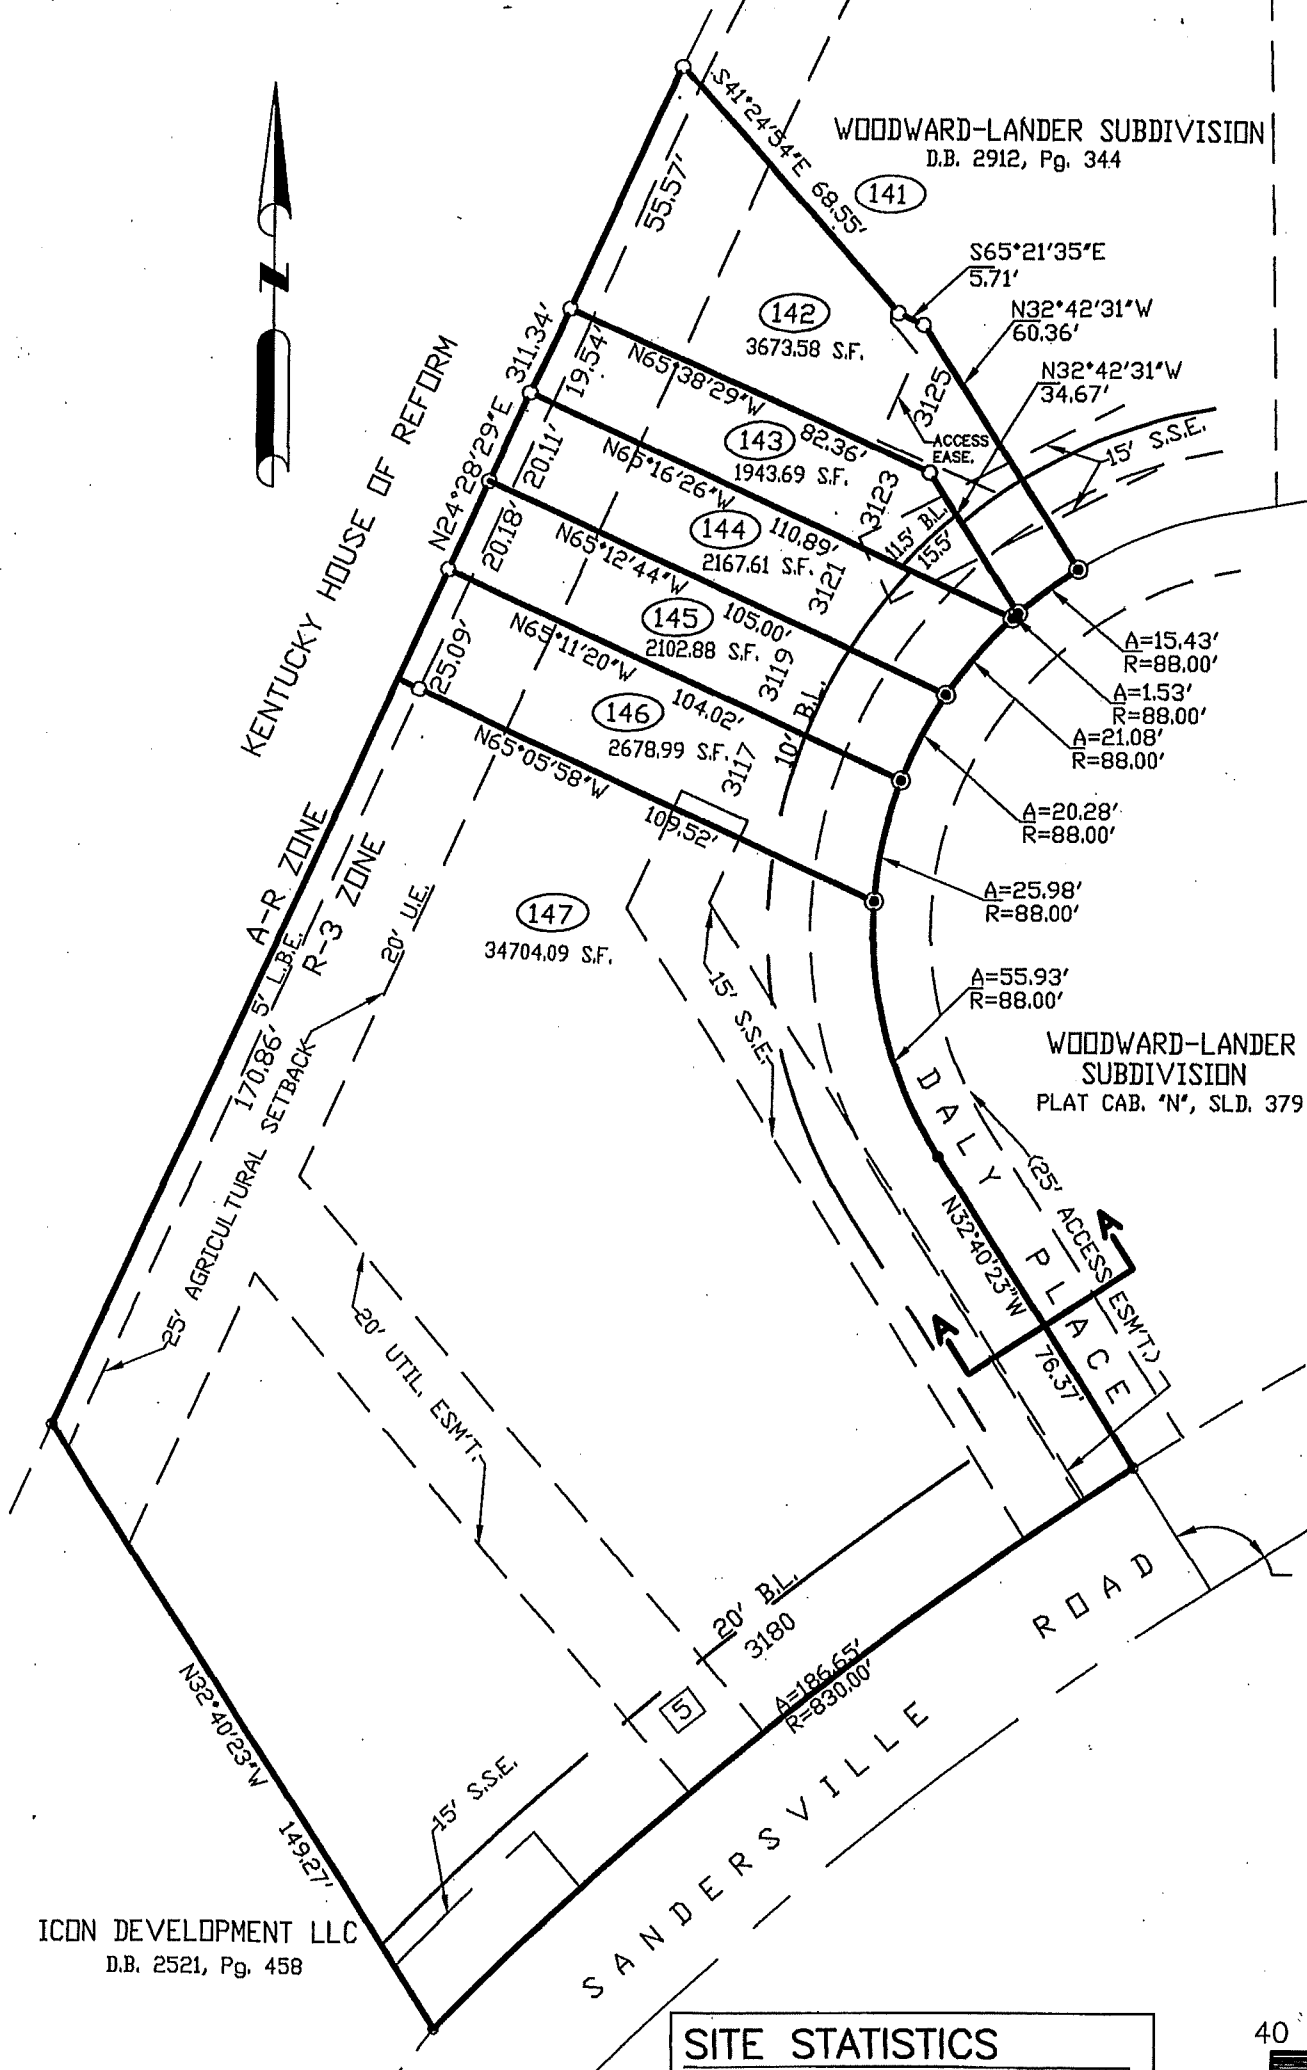 S41°24'54"E 68.55'
WOODWARD-LANDER SUBDIVISION
D.B. 2912, Pg. 344
141
55.57'
S65°21'35"E
5.71'
N32°42'31"W
60.36'
142
3673.58 S.F.
N32°42'31"W
34.67'
3125
ACCESS
EASE.
15' S.S.E.
N24°28'29"E 311.34'
19.54'
N65°38'29"W 82.36'
143
1943.69 S.F.
3123
11.5' B.L.
15.5'
20.11'
N65°16'26"W 110.89'
144
2167.61 S.F.
3121
KENTUCKY HOUSE OF REFORM
20.18'
N65°12'44"W 105.00'
145
2102.88 S.F.
3119
10' B.L.
25.09'
N65°11'20"W 104.02'
146
2678.99 S.F.
3117
N65°05'58"W 109.52'
A=15.43'
R=88.00'
A=1.53'
R=88.00'
A=21.08'
R=88.00'
A=20.28'
R=88.00'
A=25.98'
R=88.00'
A=55.93'
R=88.00'
A-R ZONE
R-3 ZONE
5' L.B.E.
20' U.E.
147
34704.09 S.F.
15' S.S.E.
170.86'
25' AGRICULTURAL SETBACK
WOODWARD-LANDER
SUBDIVISION
PLAT CAB. "N", SLD. 379
DALY PLACE
(25' ACCESS ESM'T.)
N32°40'23"W 76.37'
A
A
20' UTIL. ESM'T.
20' B.L.
3180
5
A=186.65'
R=830.00'
SANDERSVILLE ROAD
N32°40'23"W 149.27'
15' S.S.E.
ICON DEVELOPMENT LLC
D.B. 2521, Pg. 458
SITE STATISTICS
40
N